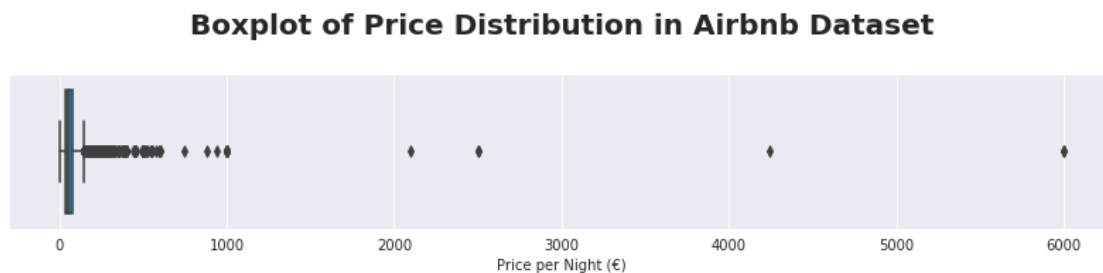 Boxplot of Price Distribution in Airbnb Dataset
0 1000 2000 3000 4000 5000 6000
Price per Night (€)